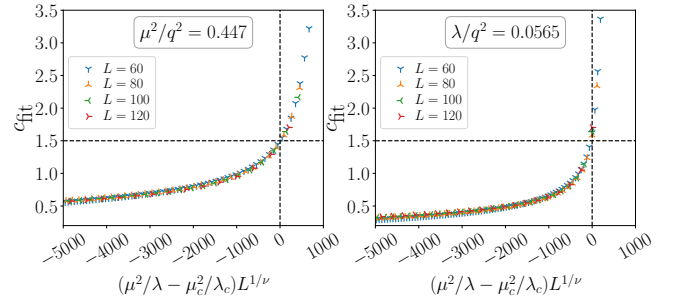 3.5
3.0
2.5
2.0
1.5
1.0
0.5
c_fit
μ²/q² = 0.447
L = 60
L = 80
L = 100
L = 120
−5000
−4000
−3000
−2000
−1000
0
1000
(μ²/λ − μ_c²/λ_c)L^{1/ν}
3.5
3.0
2.5
2.0
1.5
1.0
0.5
c_fit
λ/q² = 0.0565
L = 60
L = 80
L = 100
L = 120
−5000
−4000
−3000
−2000
−1000
0
1000
(μ²/λ − μ_c²/λ_c)L^{1/ν}